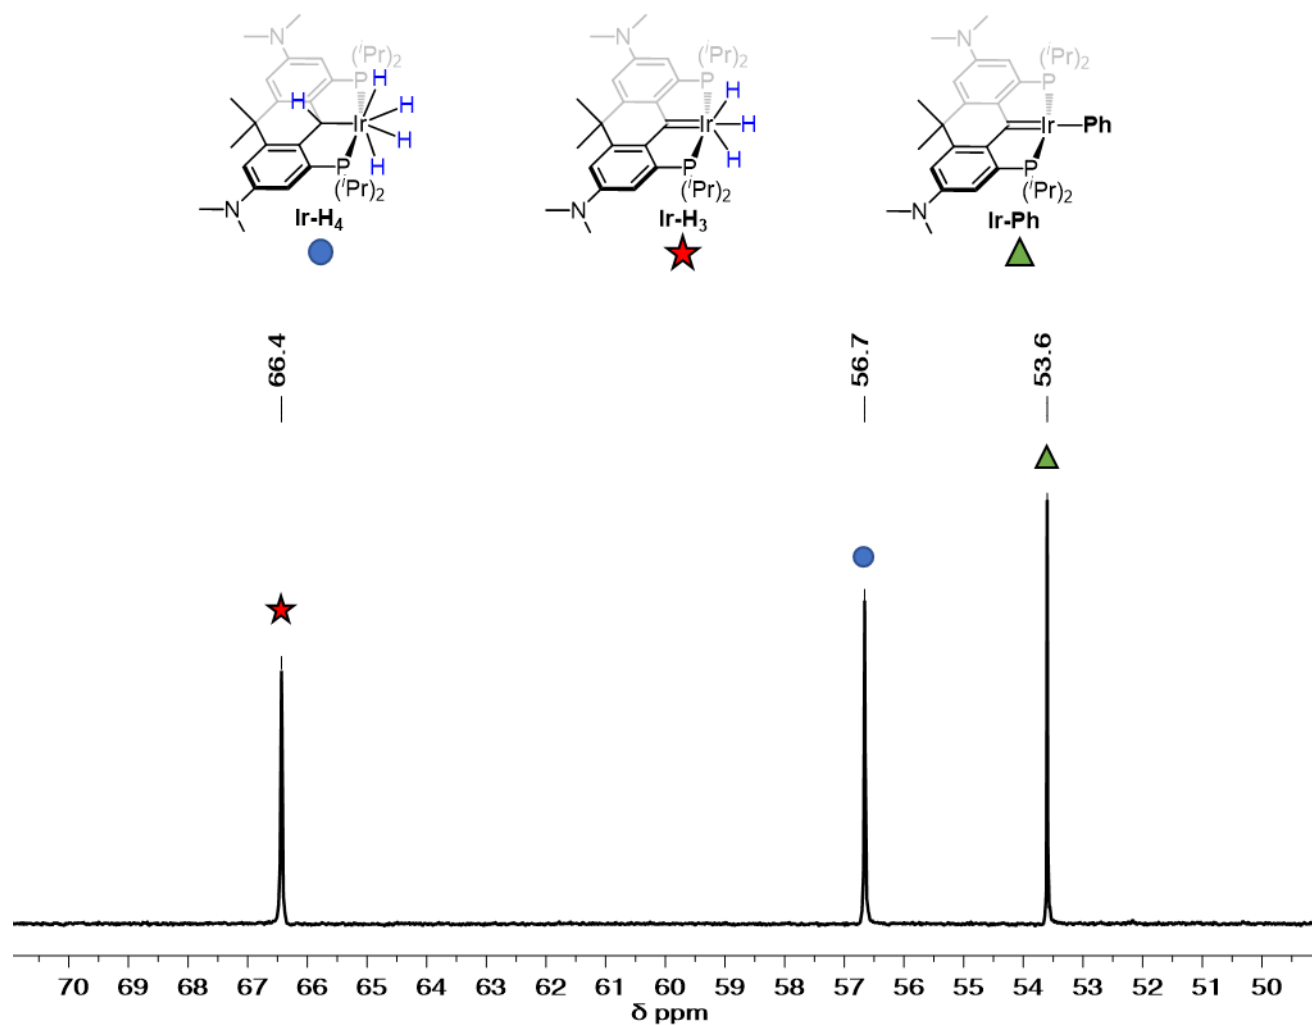 N
(ⁱPr)₂
P
H
H
H
Ir
H
H
P
(ⁱPr)₂
N
Ir-H₄
N
(ⁱPr)₂
P
H
Ir
H
H
P
(ⁱPr)₂
N
Ir-H₃
N
(ⁱPr)₂
P
Ir
Ph
P
(ⁱPr)₂
N
Ir-Ph
66.4
56.7
53.6
70 69 68 67 66 65 64 63 62 61 60 59 58 57 56 55 54 53 52 51 50
δ ppm